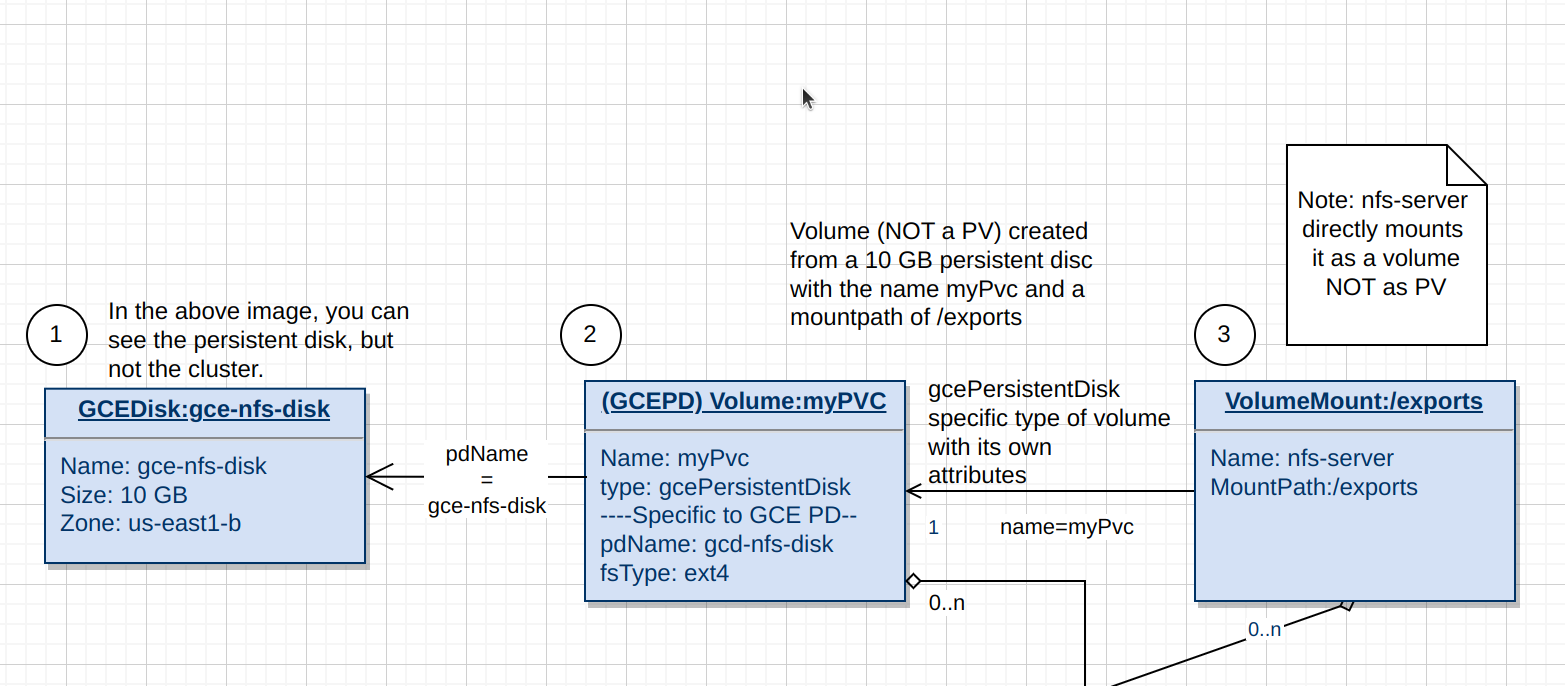 Note: nfs-server
directly mounts
it as a volume
NOT as PV
Volume (NOT a PV) created
from a 10 GB persistent disc
with the name myPvc and a
mountpath of /exports
1
In the above image, you can
see the persistent disk, but
not the cluster.
2
3
GCEDisk:gce-nfs-disk
Name: gce-nfs-disk
Size: 10 GB
Zone: us-east1-b
pdName
=
gce-nfs-disk
(GCEPD) Volume:myPVC
Name: myPvc
type: gcePersistentDisk
----Specific to GCE PD--
pdName: gcd-nfs-disk
fsType: ext4
gcePersistentDisk
specific type of volume
with its own
attributes
1
name=myPvc
0..n
VolumeMount:/exports
Name: nfs-server
MountPath:/exports
0..n